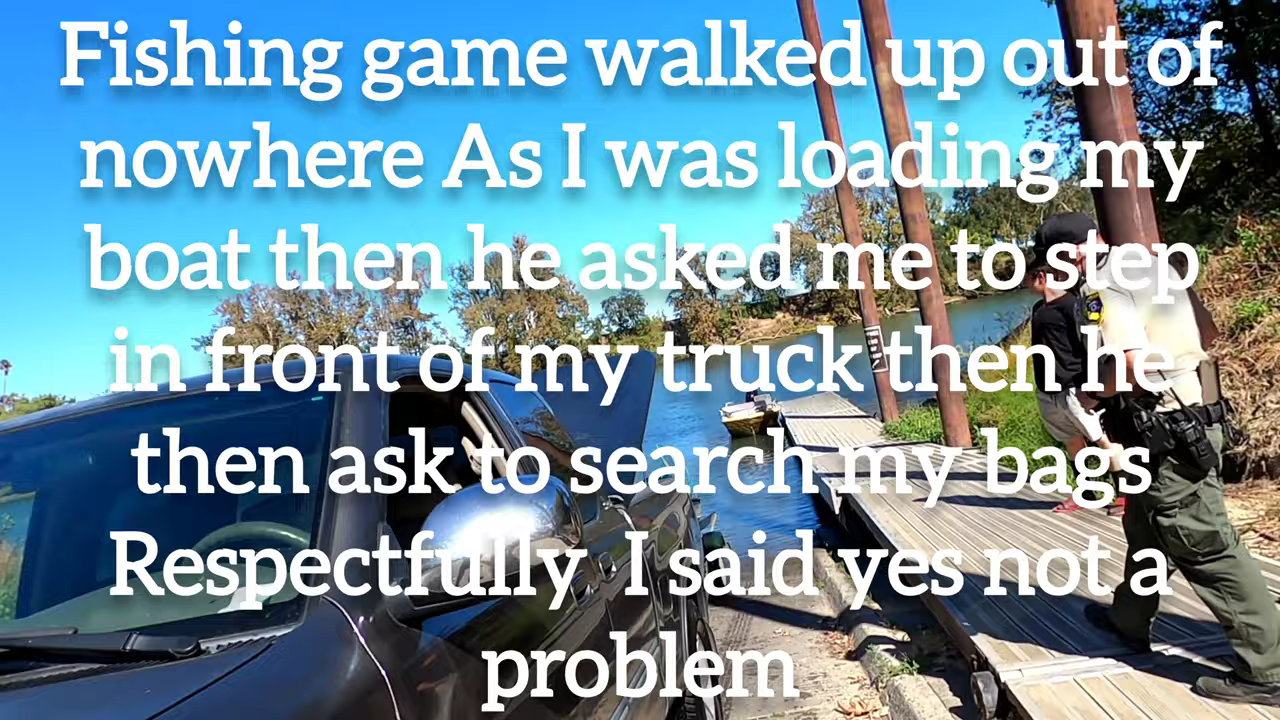 Fishing game walked up out of
nowhere As I was loading my
boat then he asked me to step
in front of my truck then he
then ask to search my bags
Respectfully I said yes not a
problem